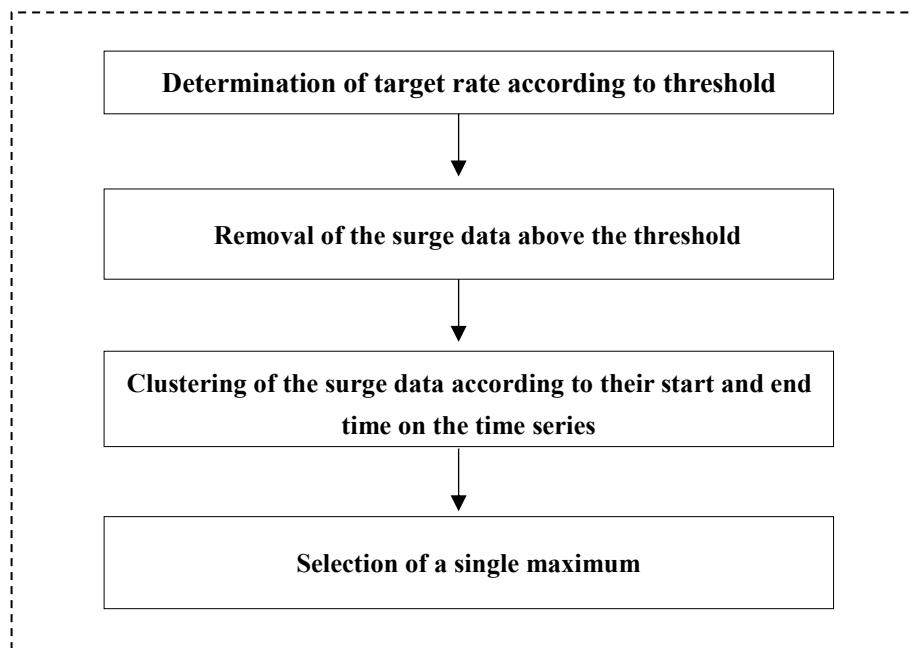 Determination of target rate according to threshold
Removal of the surge data above the threshold
Clustering of the surge data according to their start and end
time on the time series
Selection of a single maximum